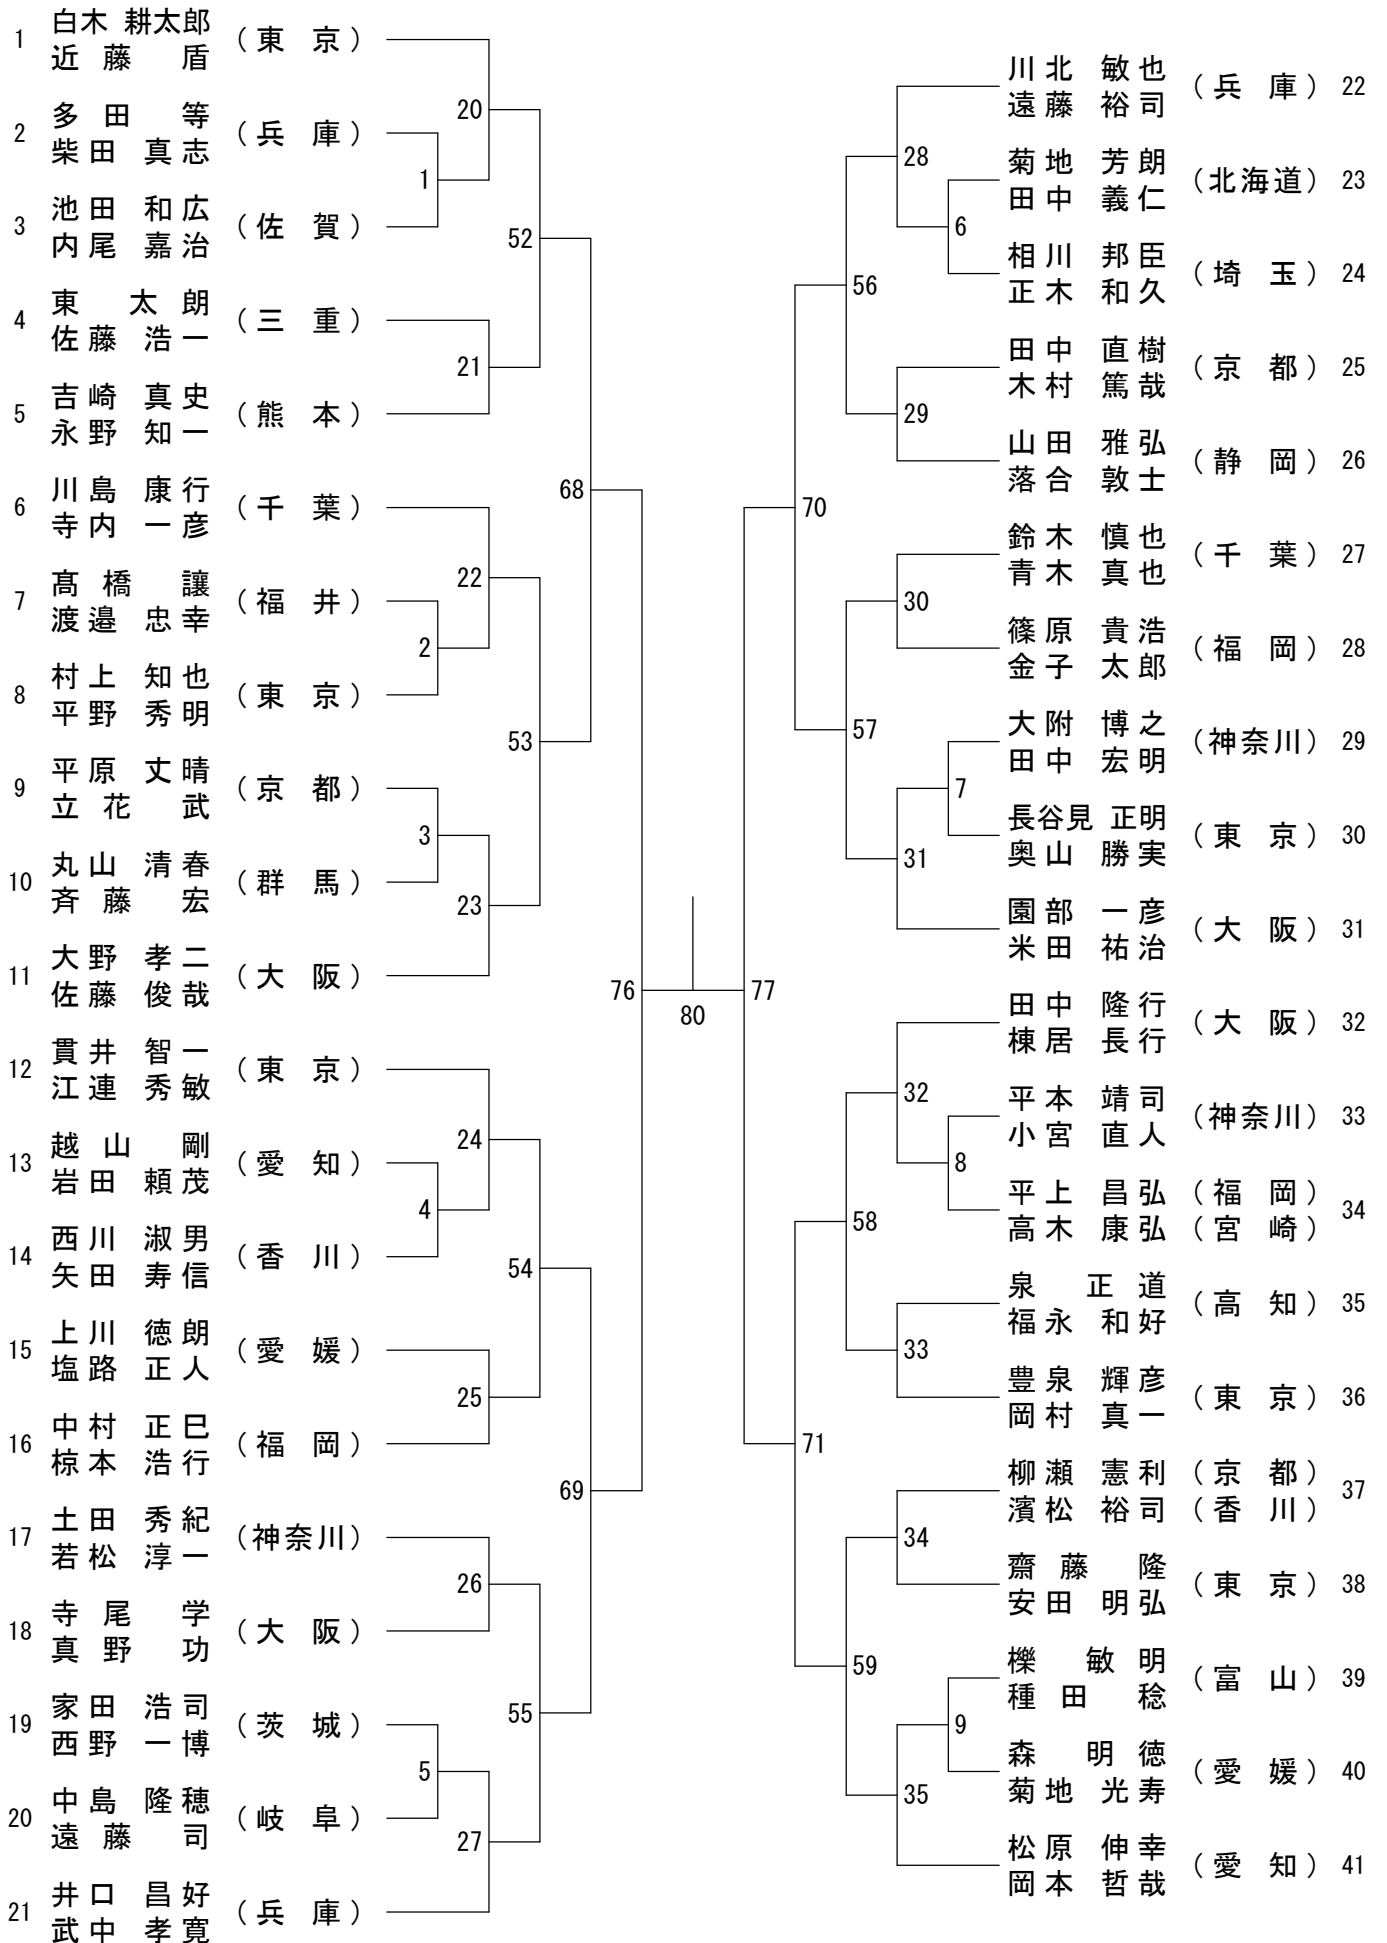 1 白木 耕太郎 (東 京)
近藤 盾
2 多田 等 (兵 庫)
柴田 真志
3 池田 和広 (佐 賀)
内尾 嘉治
4 東 太朗 (三 重)
佐藤 浩一
5 吉崎 真史 (熊 本)
永野 知一
6 川島 康行 (千 葉)
寺内 一彦
7 髙橋 讓 (福 井)
渡邉 忠幸
8 村上 知也 (東 京)
平野 秀明
9 平原 丈晴 (京 都)
立花 武
10 丸山 清春 (群 馬)
斉藤 宏
11 大野 孝二 (大 阪)
佐藤 俊哉
12 貫井 智一 (東 京)
江連 秀敏
13 越山 剛 (愛 知)
岩田 頼茂
14 西川 淑男 (香 川)
矢田 寿信
15 上川 徳朗 (愛 媛)
塩路 正人
16 中村 正巳 (福 岡)
椋本 浩行
17 土田 秀紀 (神奈川)
若松 淳一
18 寺尾 学 (大 阪)
真野 功
19 家田 浩司 (茨 城)
西野 一博
20 中島 隆穂 (岐 阜)
遠藤 司
21 井口 昌好 (兵 庫)
武中 孝寛
1
2
3
4
5
20
21
22
23
24
25
26
27
52
53
54
55
68
69
76
80
77
70
71
56
57
58
59
28
29
30
31
32
33
34
35
6
7
8
9
川北 敏也 (兵 庫) 22
遠藤 裕司
菊地 芳朗 (北海道) 23
田中 義仁
相川 邦臣 (埼 玉) 24
正木 和久
田中 直樹 (京 都) 25
木村 篤哉
山田 雅弘 (静 岡) 26
落合 敦士
鈴木 慎也 (千 葉) 27
青木 真也
篠原 貴浩 (福 岡) 28
金子 太郎
大附 博之 (神奈川) 29
田中 宏明
長谷見 正明 (東 京) 30
奥山 勝実
園部 一彦 (大 阪) 31
米田 祐治
田中 隆行 (大 阪) 32
棟居 長行
平本 靖司 (神奈川) 33
小宮 直人
平上 昌弘 (福 岡) 34
高木 康弘 (宮 崎)
泉 正道 (高 知) 35
福永 和好
豊泉 輝彦 (東 京) 36
岡村 真一
柳瀬 憲利 (京 都) 37
濱松 裕司 (香 川)
齋藤 隆 (東 京) 38
安田 明弘
櫟 敏明 (富 山) 39
種田 稔
森 明徳 (愛 媛) 40
菊地 光寿
松原 伸幸 (愛 知) 41
岡本 哲哉